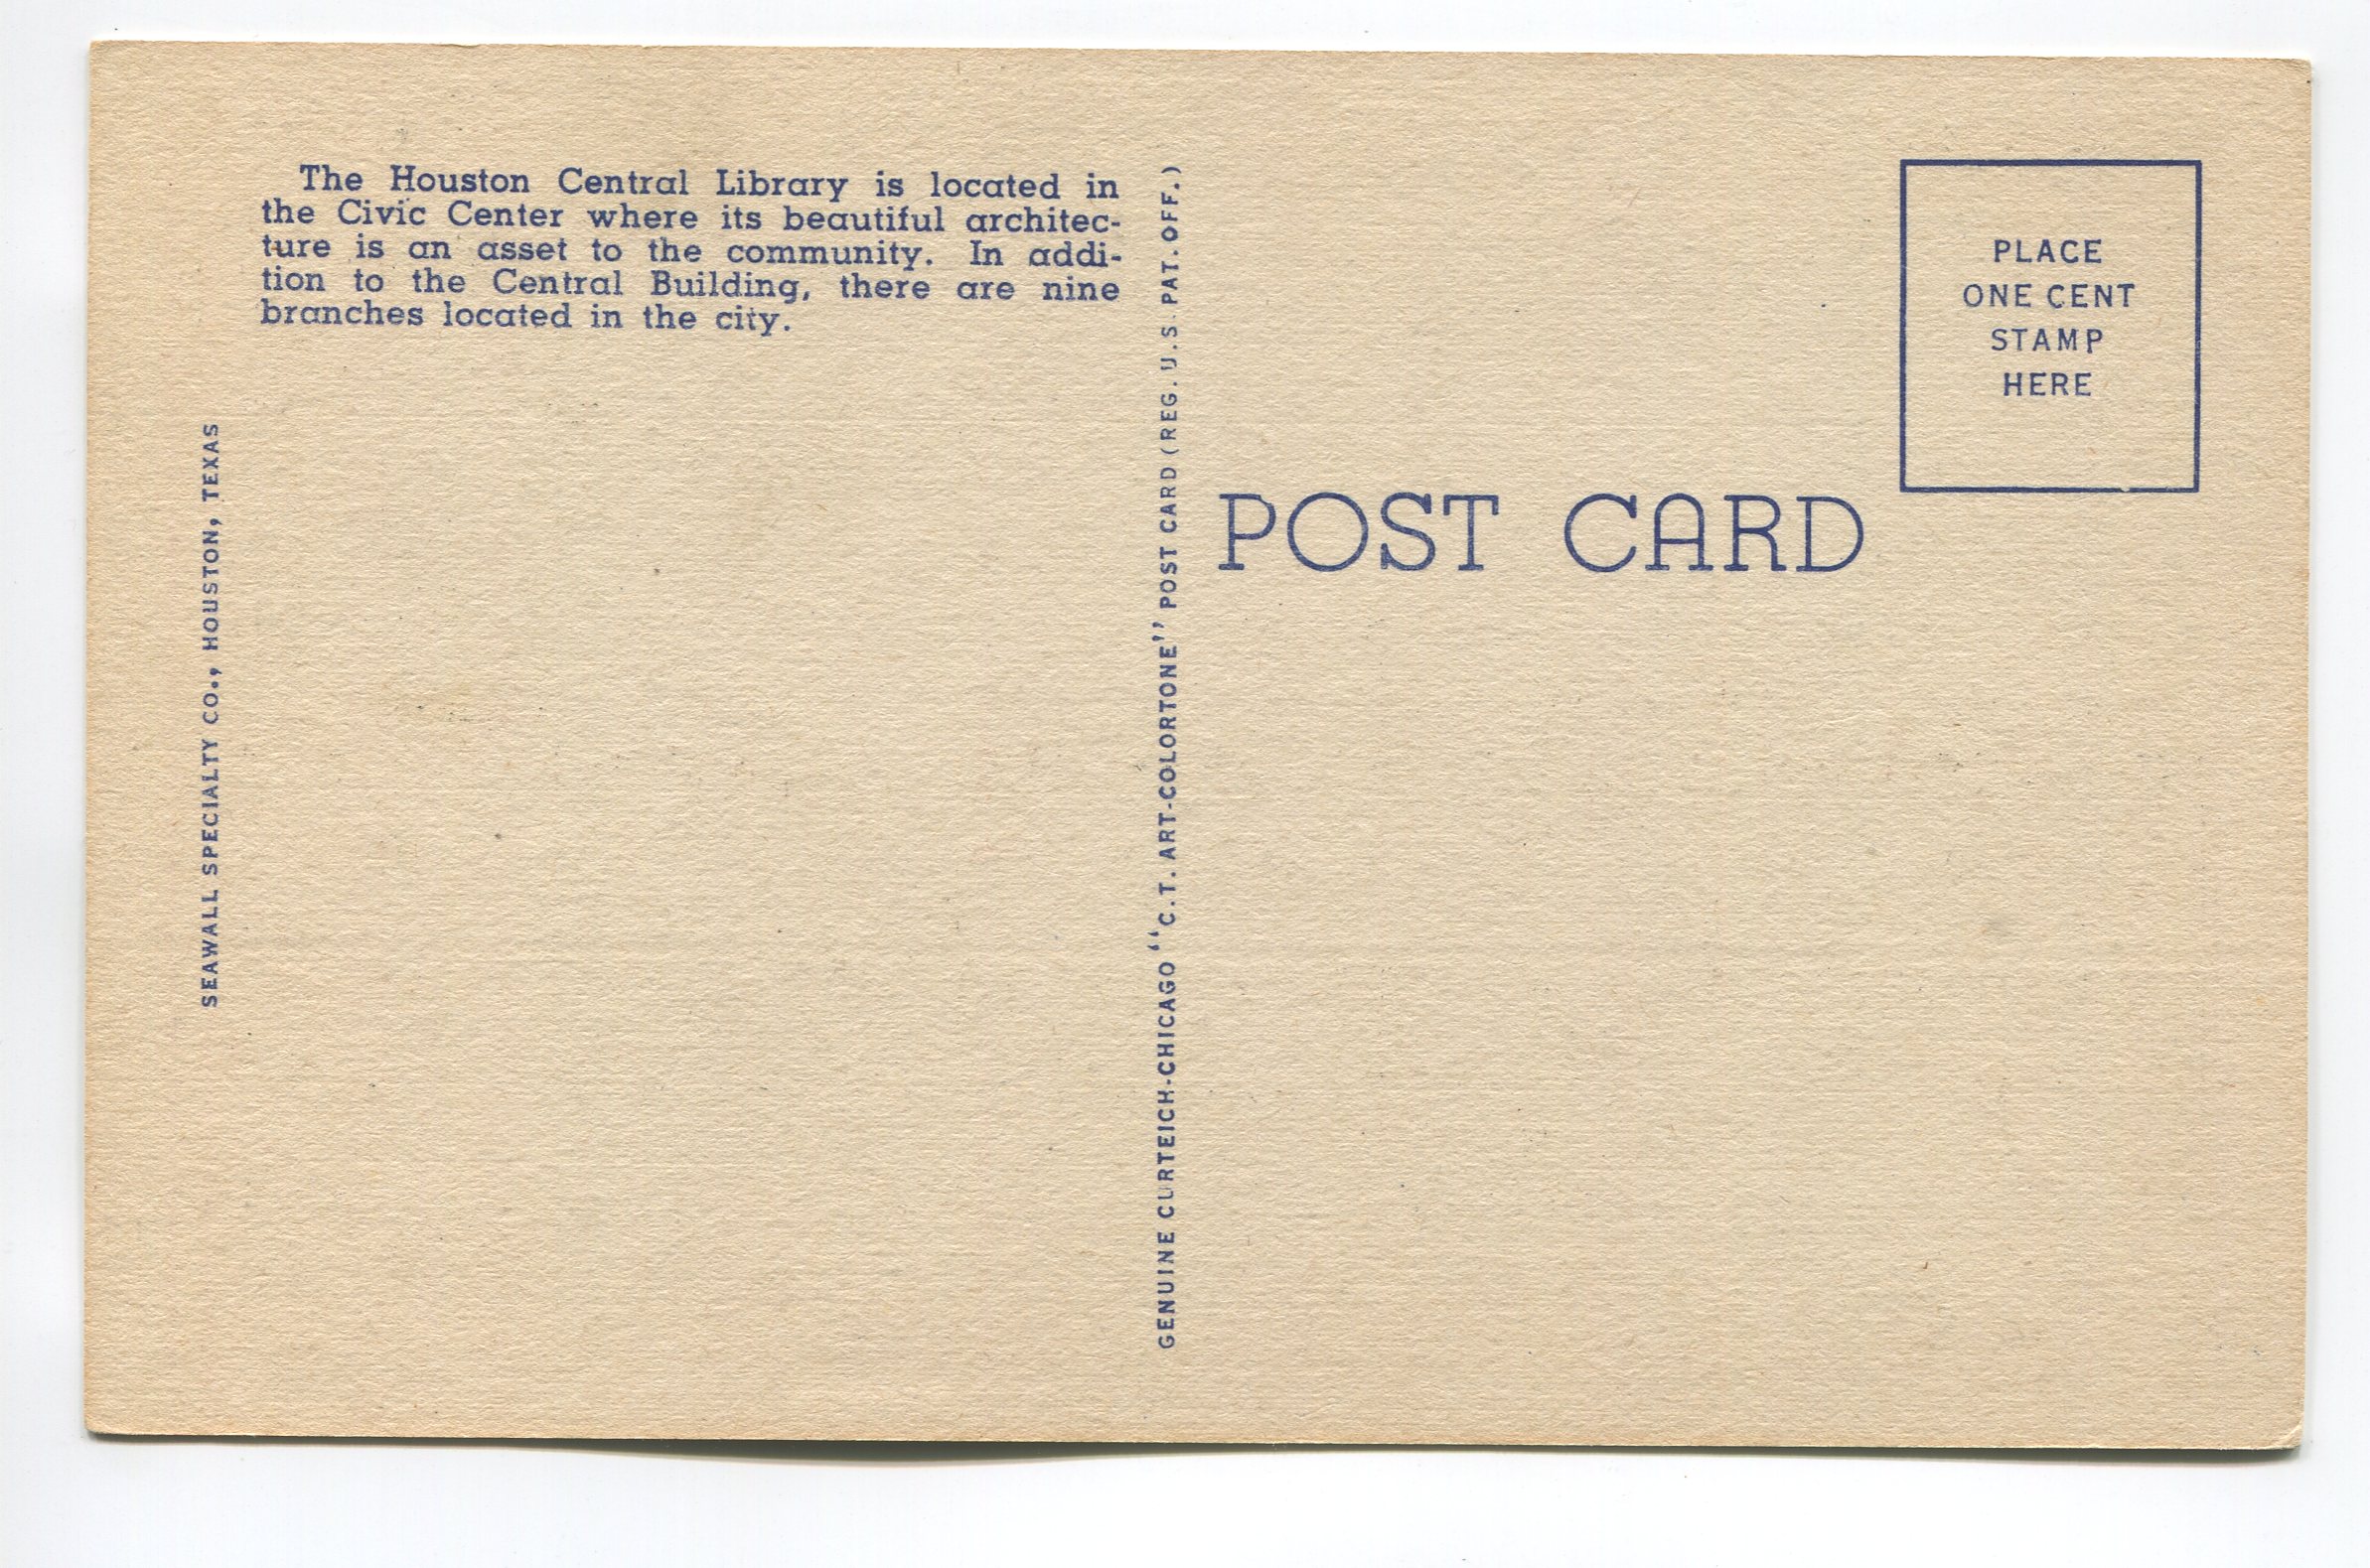 The Houston Central Library is located in
the Civic Center where its beautiful architec-
ture is an asset to the community. In addi-
tion to the Central Building, there are nine
branches located in the city.
SEAWALL SPECIALTY CO., HOUSTON, TEXAS
GENUINE CURTEICH-CHICAGO "C.T. ART-COLORTONE" POST CARD (REG. U.S. PAT. OFF.)
POST CARD
PLACE
ONE CENT
STAMP
HERE